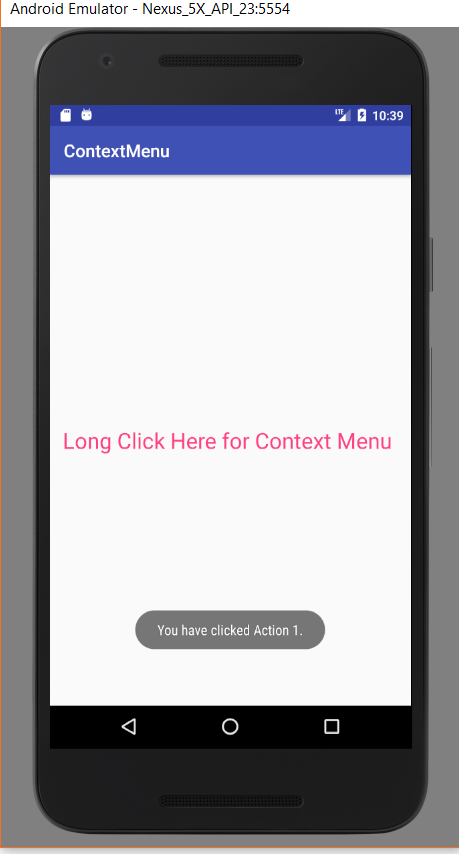 Android Emulator - Nexus_5X_API_23:5554
LTE 10:39
ContextMenu
Long Click Here for Context Menu
You have clicked Action 1.